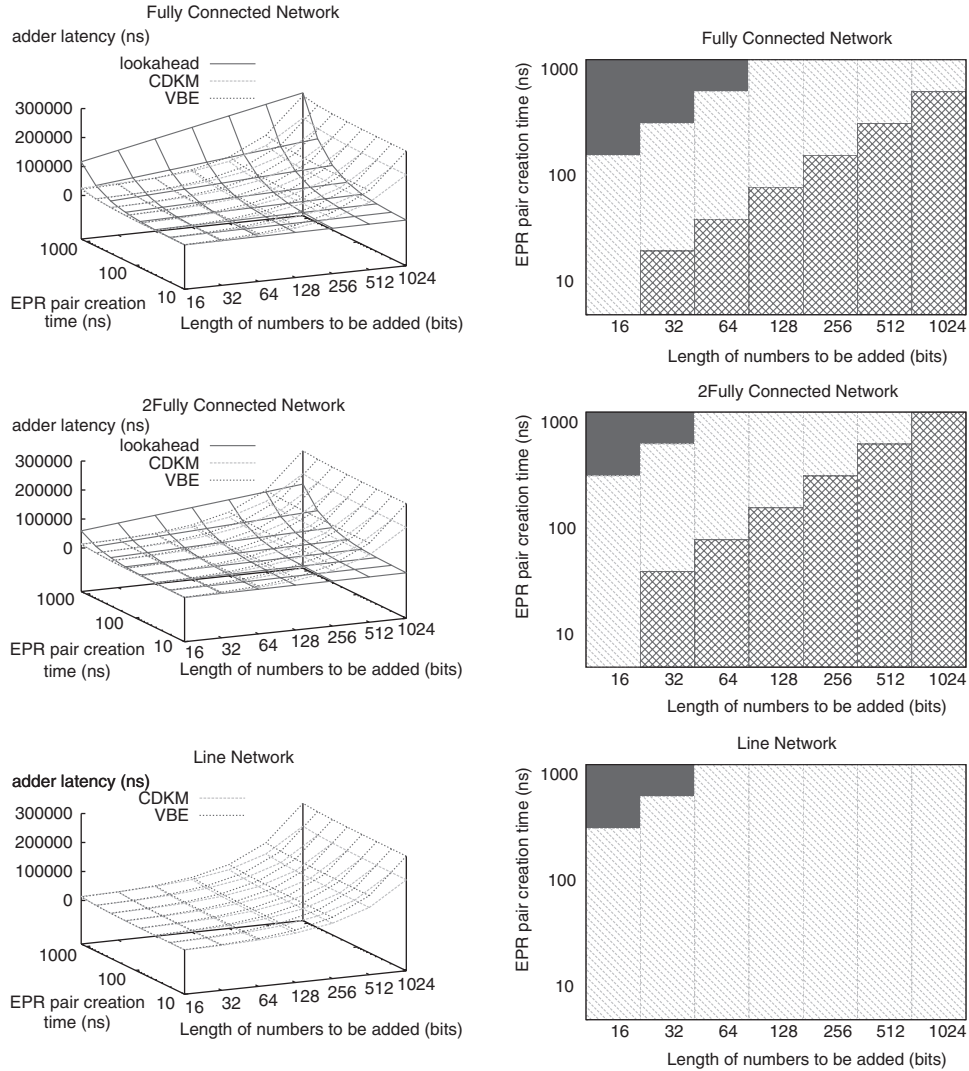 Fully Connected Network
adder latency (ns)
lookahead
CDKM
VBE
300000
200000
100000
0
1000
100
10
EPR pair creation
time (ns)
16 32 64 128 256 512 1024
Length of numbers to be added (bits)
Fully Connected Network
EPR pair creation time (ns)
1000
100
10
16 32 64 128 256 512 1024
Length of numbers to be added (bits)
2Fully Connected Network
adder latency (ns)
lookahead
CDKM
VBE
300000
200000
100000
0
1000
100
10
EPR pair creation
time (ns)
16 32 64 128 256 512 1024
Length of numbers to be added (bits)
2Fully Connected Network
EPR pair creation time (ns)
1000
100
10
16 32 64 128 256 512 1024
Length of numbers to be added (bits)
Line Network
adder latency (ns)
CDKM
VBE
300000
200000
100000
0
1000
100
10
EPR pair creation
time (ns)
16 32 64 128 256 512 1024
Length of numbers to be added (bits)
Line Network
EPR pair creation time (ns)
1000
100
10
16 32 64 128 256 512 1024
Length of numbers to be added (bits)